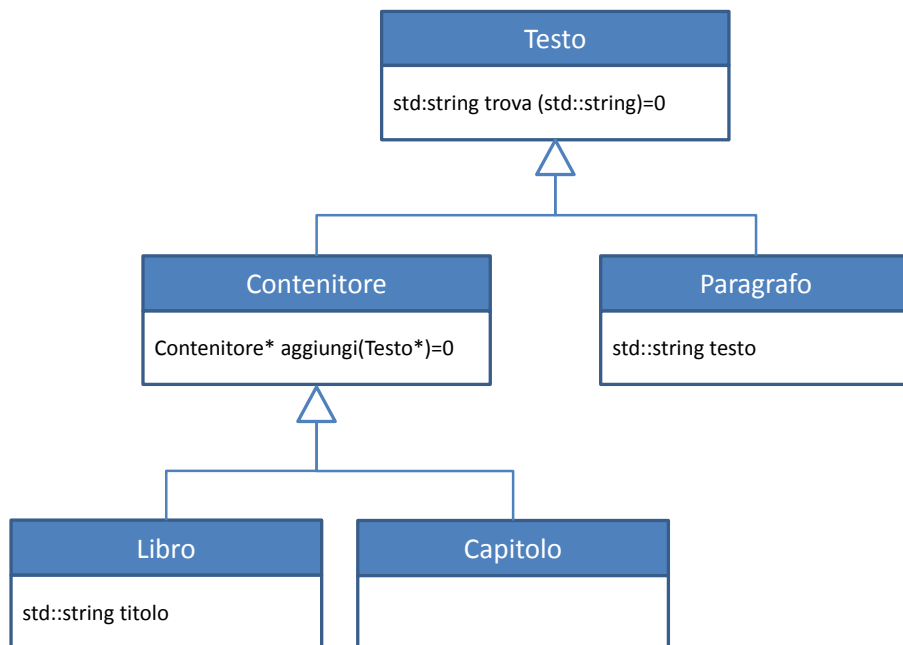 Testo
std:string trova (std::string)=0
Contenitore
Paragrafo
Contenitore* aggiungi(Testo*)=0
std::string testo
Libro
Capitolo
std::string titolo